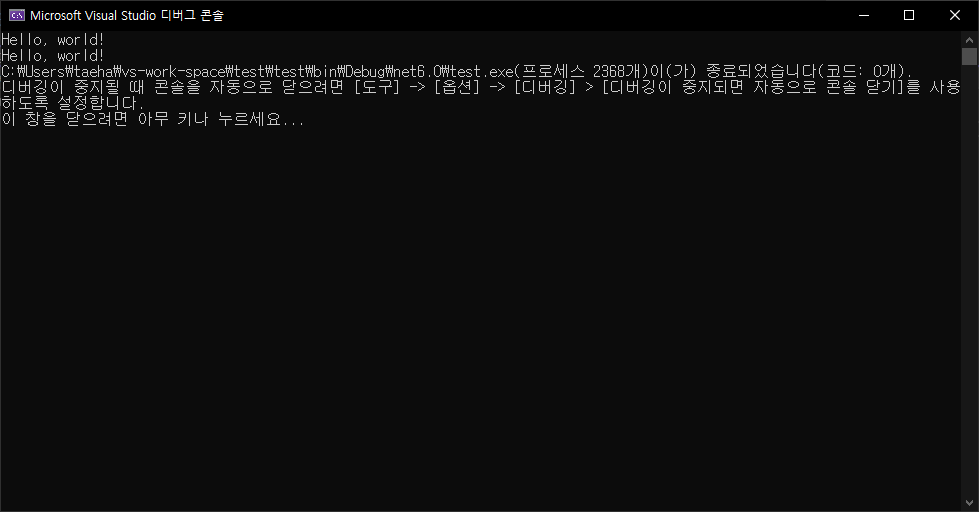 Microsoft Visual Studio 디버그 콘솔
Hello, world!
Hello, world!
C:₩Users₩taeha₩vs-work-space₩test₩test₩bin₩Debug₩net6.0₩test.exe(프로세스 2368개)이(가) 종료되었습니다(코드: 0개).
디버깅이 중지될 때 콘솔을 자동으로 닫으려면 [도구] -> [옵션] -> [디버깅] > [디버깅이 중지되면 자동으로 콘솔 닫기]를 사용
하도록 설정합니다.
이 창을 닫으려면 아무 키나 누르세요...